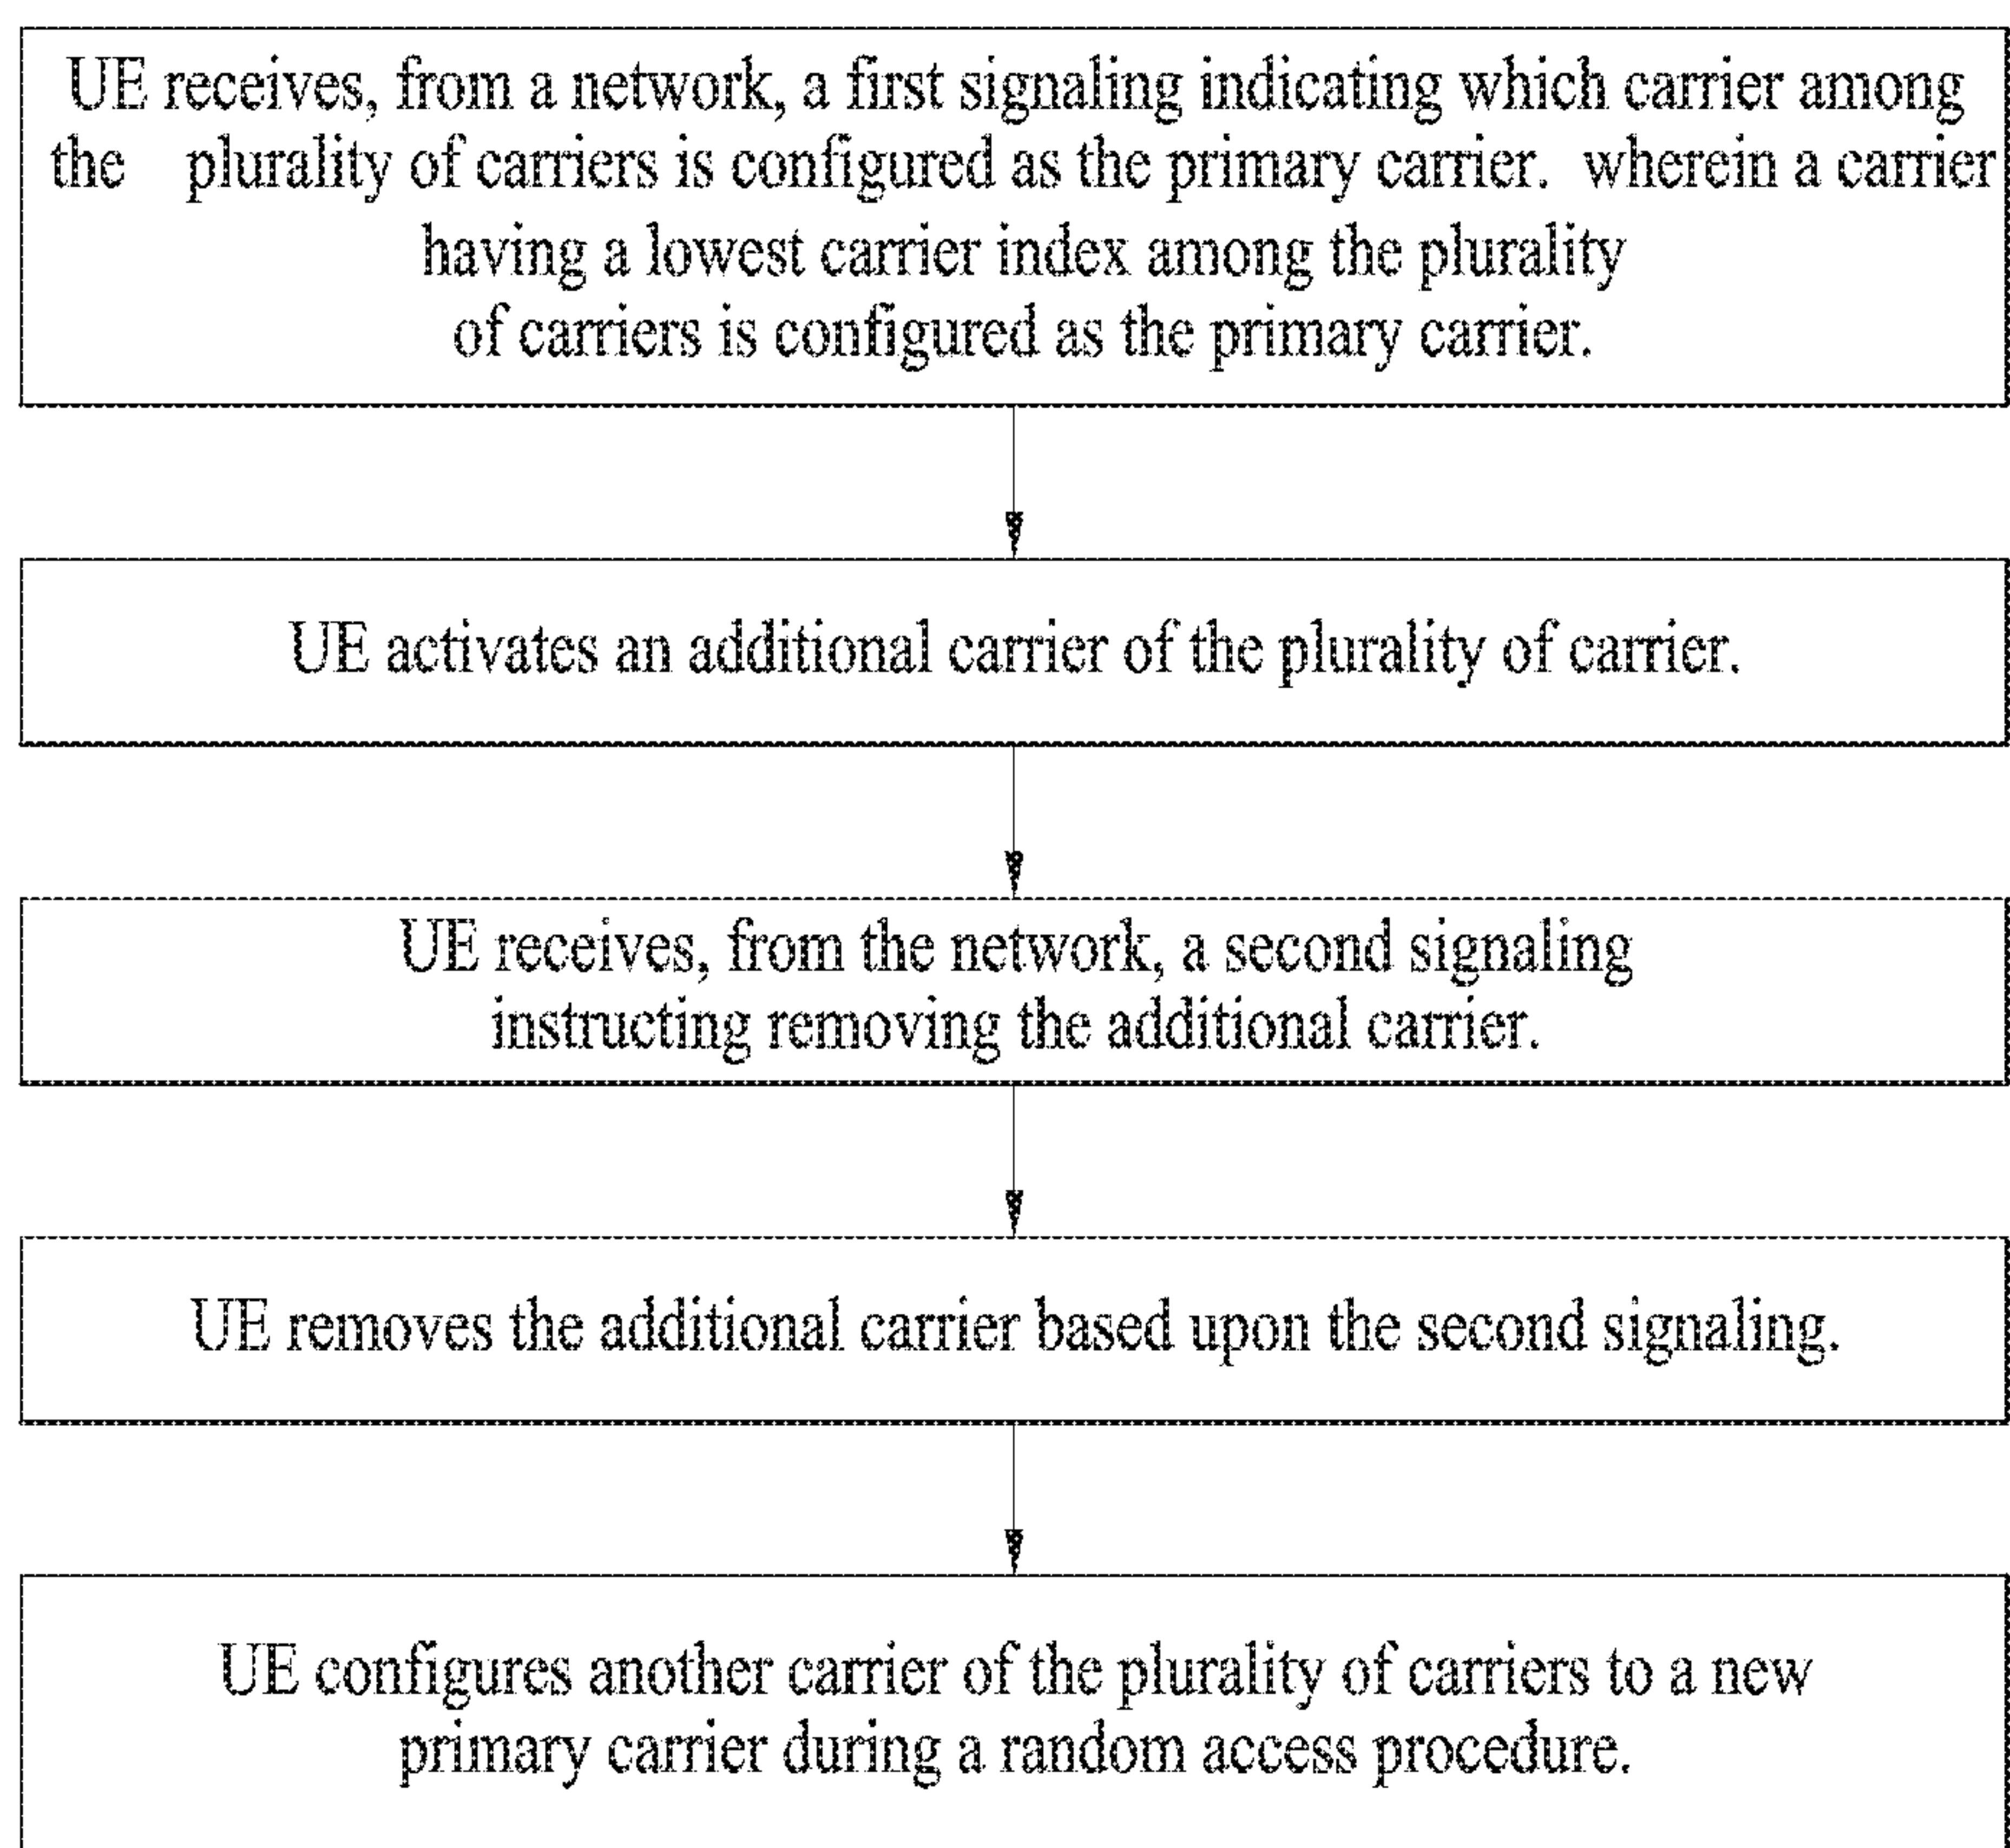 UE receives, from a network, a first signaling indicating which carrier among
the plurality of carriers is configured as the primary carrier. wherein a carrier
having a lowest carrier index among the plurality
of carriers is configured as the primary carrier.
UE activates an additional carrier of the plurality of carrier.
UE receives, from the network, a second signaling
instructing removing the additional carrier.
UE removes the additional carrier based upon the second signaling.
UE configures another carrier of the plurality of carriers to a new
primary carrier during a random access procedure.